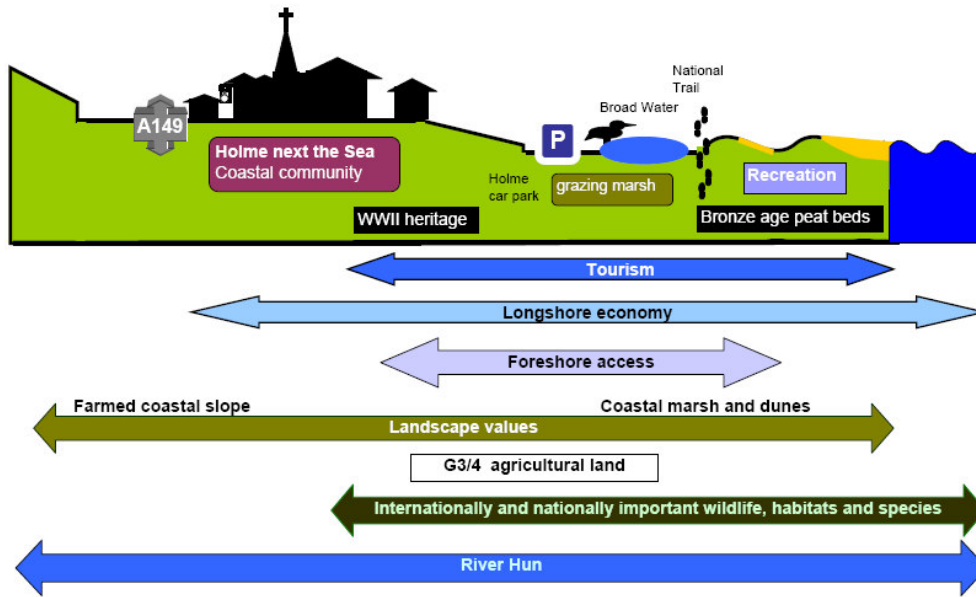 National
Trail
Broad Water
A149
P
Holme next the Sea
Coastal community
Holme
car park
grazing marsh
Recreation
WWII heritage
Bronze age peat beds
Tourism
Longshore economy
Foreshore access
Farmed coastal slope
Coastal marsh and dunes
Landscape values
G3/4 agricultural land
Internationally and nationally important wildlife, habitats and species
River Hun